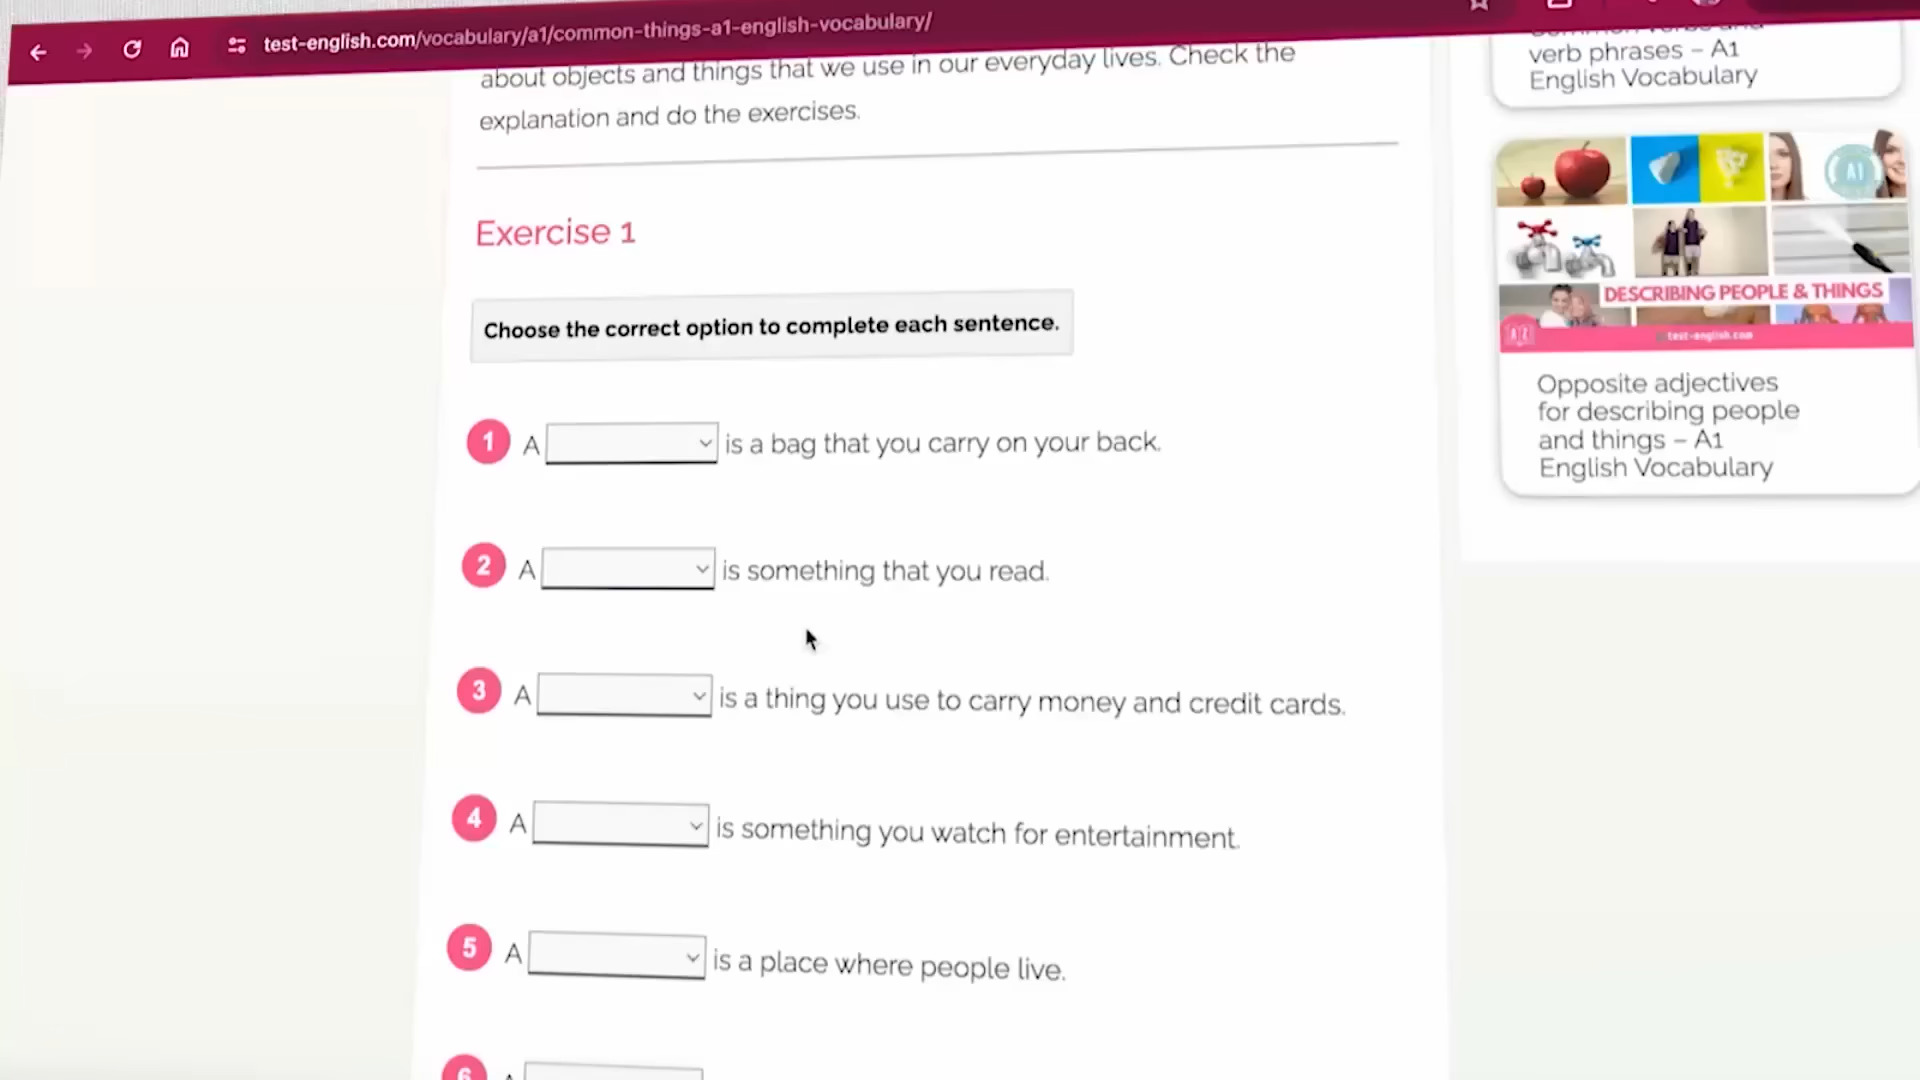 test-english.com/vocabulary/a1/common-things-a1-english-vocabulary/
about objects and things that we use in our everyday lives. Check the
explanation and do the exercises.
Exercise 1
Choose the correct option to complete each sentence.
1 A is a bag that you carry on your back.
2 A is something that you read.
3 A is a thing you use to carry money and credit cards.
4 A is something you watch for entertainment.
5 A is a place where people live.
6
verb phrases – A1
English Vocabulary
A1
DESCRIBING PEOPLE & THINGS
test-english.com
Opposite adjectives
for describing people
and things – A1
English Vocabulary